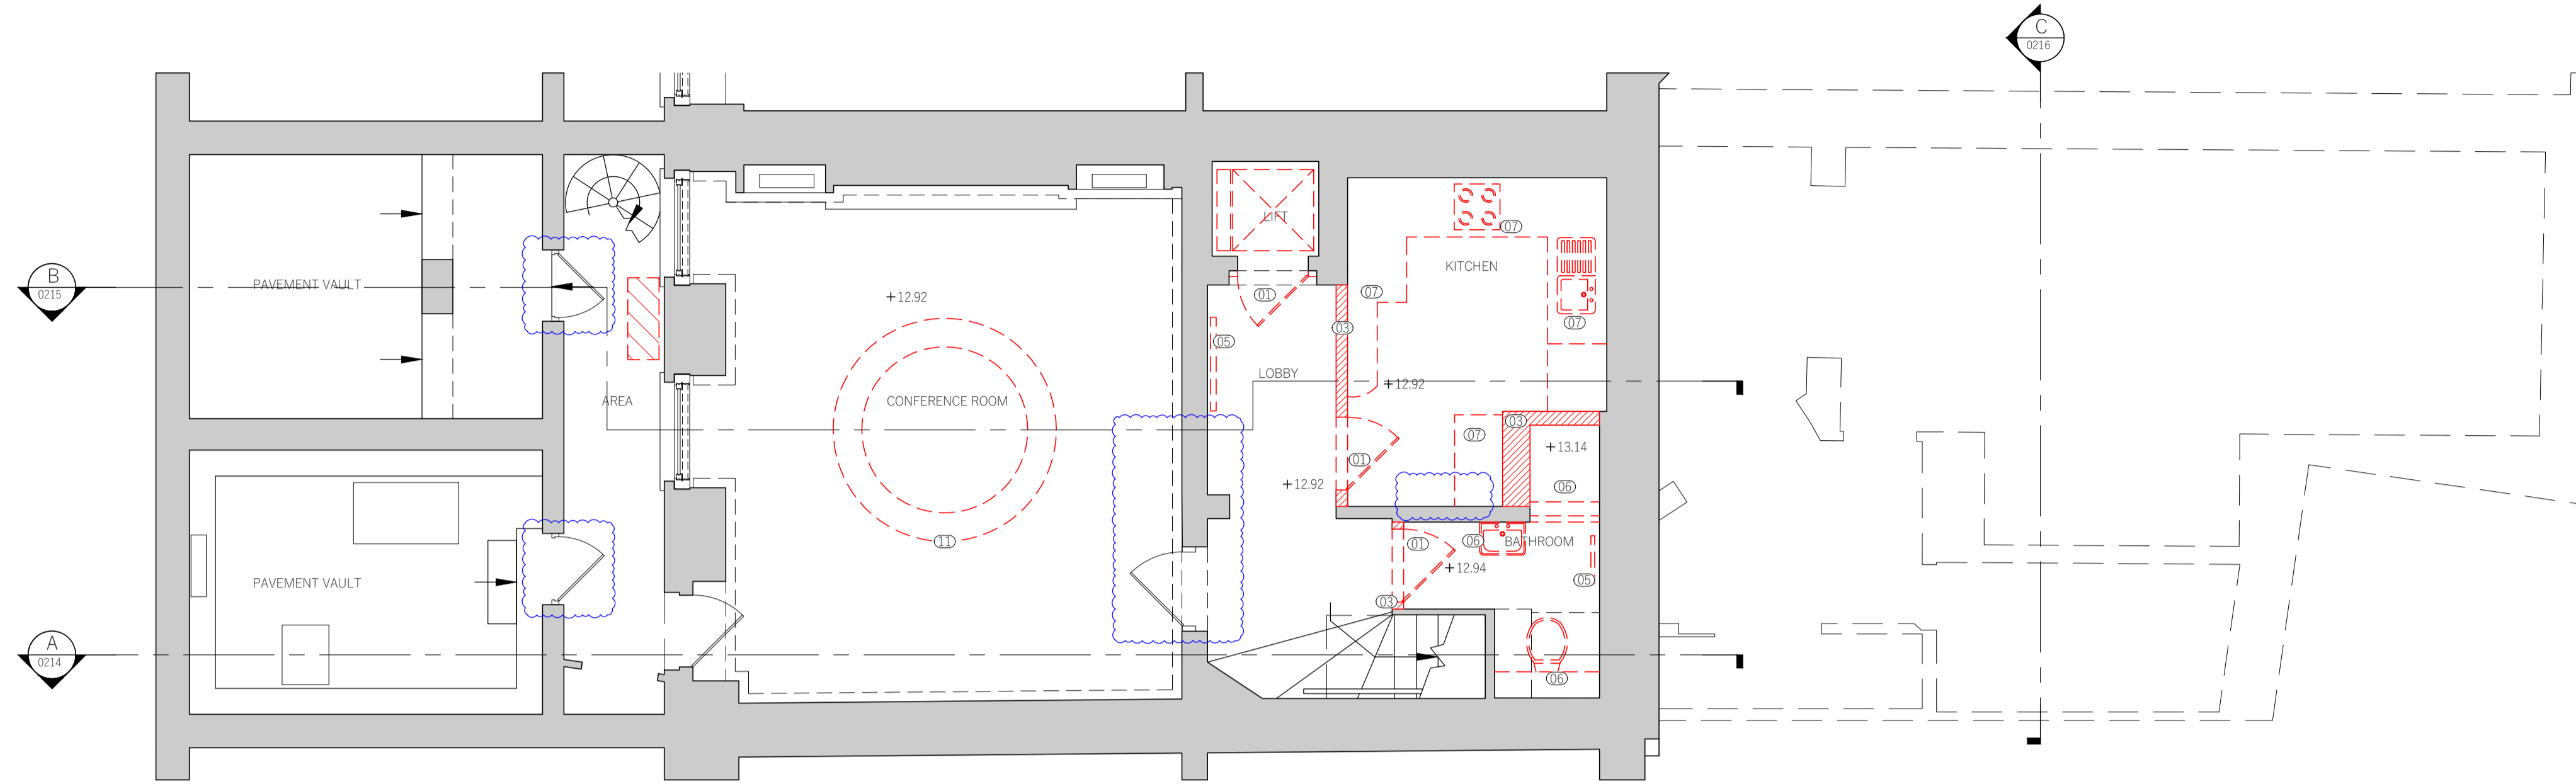 C
0216
LIFT
07
KITCHEN
B
0215
PAVEMENT VAULT
+12.92
01
07
03
07
05
LOBBY
+12.92
AREA
CONFERENCE ROOM
03
07
+13.14
01
+12.92
06
11
01
06
BATHROOM
+12.94
05
PAVEMENT VAULT
03
A
0214
06